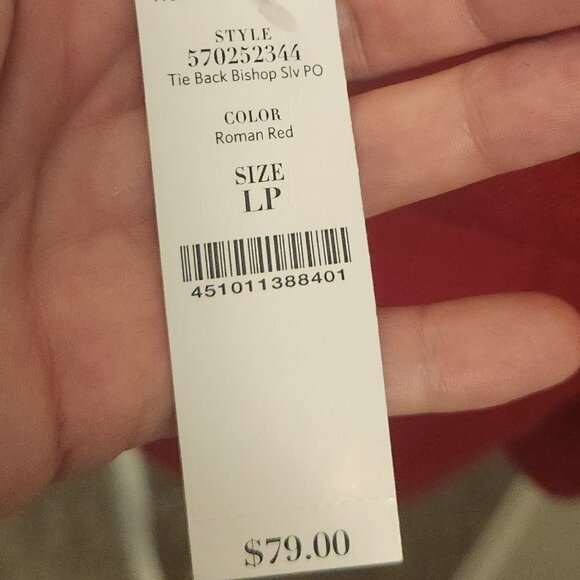 STYLE
570252344
Tie Back Bishop Slv PO
COLOR
Roman Red
SIZE
LP
451011388401
$79.00